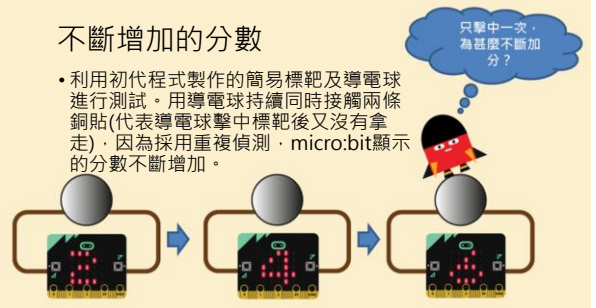 不斷增加的分數
• 利用初代程式製作的簡易標靶及導電球
進行測試。用導電球持續同時接觸兩條
銅貼(代表導電球擊中標靶後又沒有拿
走)，因為採用重複偵測，micro:bit顯示
的分數不斷增加。
只擊中一次，
為甚麼不斷加
分？
2
4